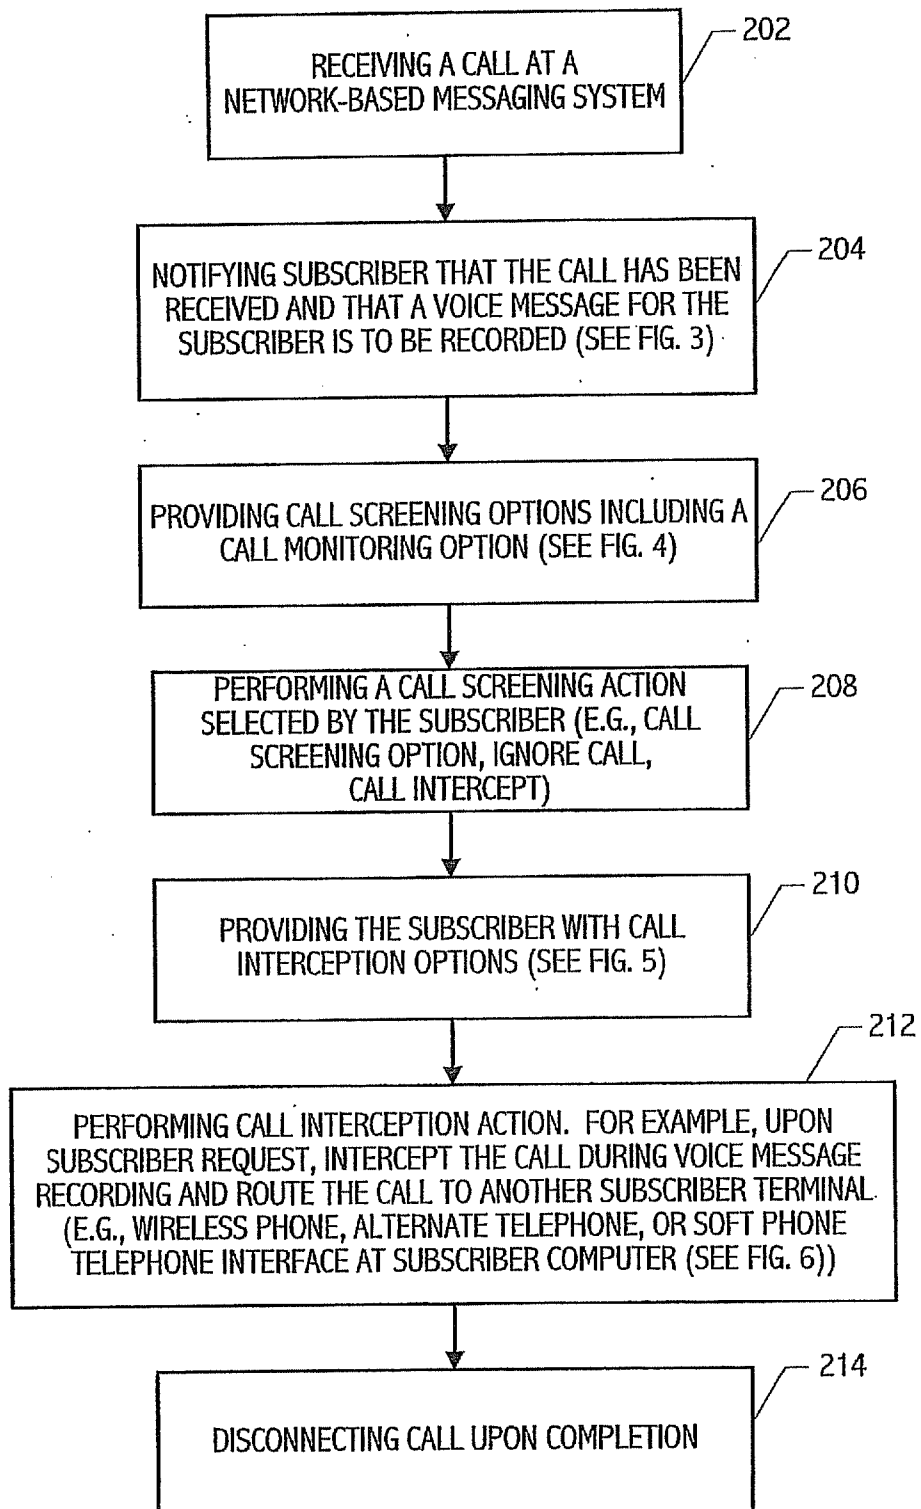 202
RECEIVING A CALL AT A
NETWORK-BASED MESSAGING SYSTEM
204
NOTIFYING SUBSCRIBER THAT THE CALL HAS BEEN
RECEIVED AND THAT A VOICE MESSAGE FOR THE
SUBSCRIBER IS TO BE RECORDED (SEE FIG. 3)
206
PROVIDING CALL SCREENING OPTIONS INCLUDING A
CALL MONITORING OPTION (SEE FIG. 4)
208
PERFORMING A CALL SCREENING ACTION
SELECTED BY THE SUBSCRIBER (E.G., CALL
SCREENING OPTION, IGNORE CALL,
CALL INTERCEPT)
210
PROVIDING THE SUBSCRIBER WITH CALL
INTERCEPTION OPTIONS (SEE FIG. 5)
212
PERFORMING CALL INTERCEPTION ACTION. FOR EXAMPLE, UPON
SUBSCRIBER REQUEST, INTERCEPT THE CALL DURING VOICE MESSAGE
RECORDING AND ROUTE THE CALL TO ANOTHER SUBSCRIBER TERMINAL.
(E.G., WIRELESS PHONE, ALTERNATE TELEPHONE, OR SOFT PHONE
TELEPHONE INTERFACE AT SUBSCRIBER COMPUTER (SEE FIG. 6))
214
DISCONNECTING CALL UPON COMPLETION